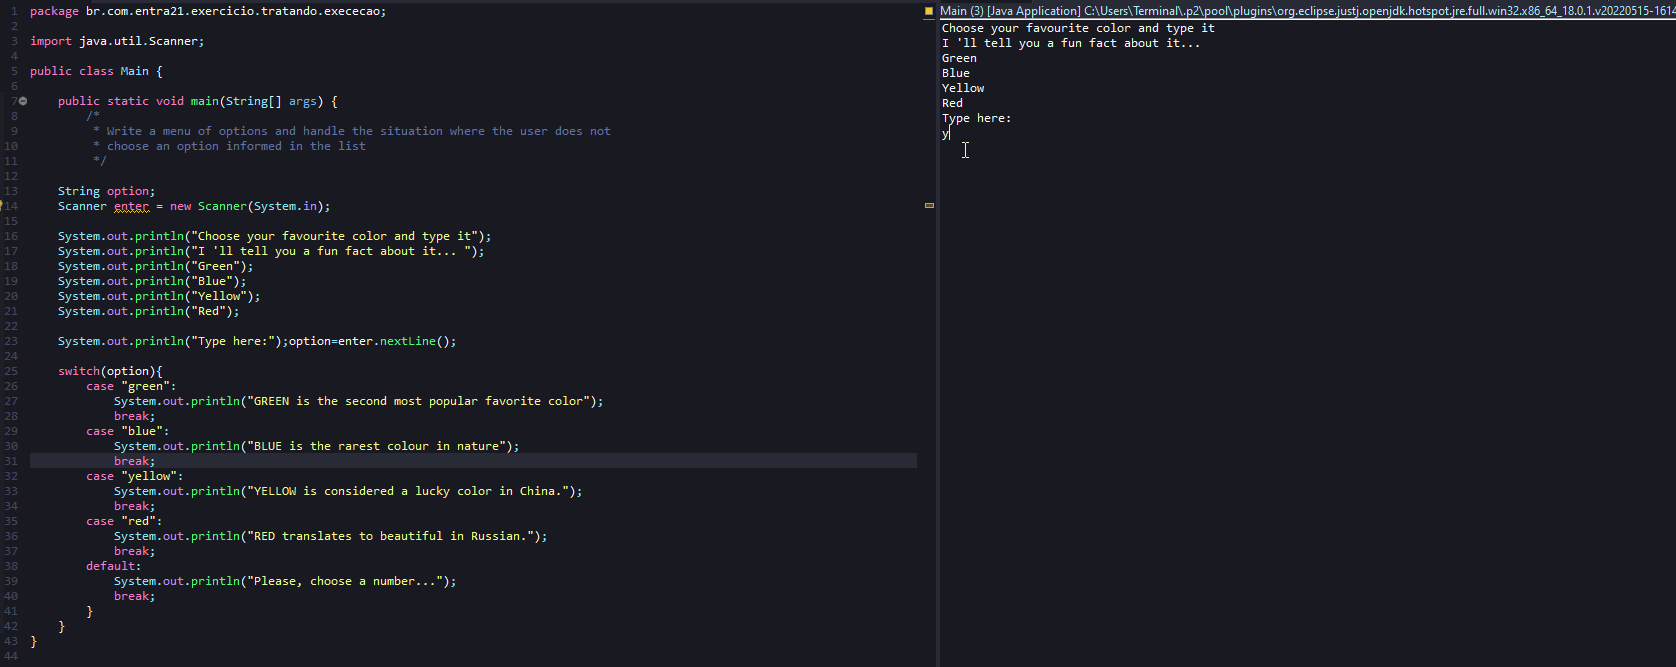 1 package br.com.entra21.exercicio.tratando.exececao;
2
3 import java.util.Scanner;
4
5 public class Main {
6
7 public static void main(String[] args) {
8 /*
9 * Write a menu of options and handle the situation where the user does not
10 * choose an option informed in the list
11 */
12
13 String option;
14 Scanner enter = new Scanner(System.in);
15
16 System.out.println("Choose your favourite color and type it");
17 System.out.println("I 'll tell you a fun fact about it... ");
18 System.out.println("Green");
19 System.out.println("Blue");
20 System.out.println("Yellow");
21 System.out.println("Red");
22
23 System.out.println("Type here:");option=enter.nextLine();
24
25 switch(option){
26 case "green":
27 System.out.println("GREEN is the second most popular favorite color");
28 break;
29 case "blue":
30 System.out.println("BLUE is the rarest colour in nature");
31 break;
32 case "yellow":
33 System.out.println("YELLOW is considered a lucky color in China.");
34 break;
35 case "red":
36 System.out.println("RED translates to beautiful in Russian.");
37 break;
38 default:
39 System.out.println("Please, choose a number...");
40 break;
41 }
42 }
43 }
44
Main (3) [Java Application] C:\Users\Terminal\.p2\pool\plugins\org.eclipse.justj.openjdk.hotspot.jre.full.win32.x86_64_18.0.1.v20220515-1614
Choose your favourite color and type it
I 'll tell you a fun fact about it...
Green
Blue
Yellow
Red
Type here:
y